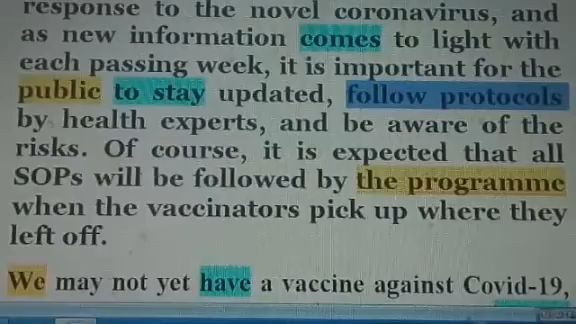 response to the novel coronavirus, and
as new information comes to light with
each passing week, it is important for the
public to stay updated, follow protocols
by health experts, and be aware of the
risks. Of course, it is expected that all
SOPs will be followed by the programme
when the vaccinators pick up where they
left off.
We may not yet have a vaccine against Covid-19,